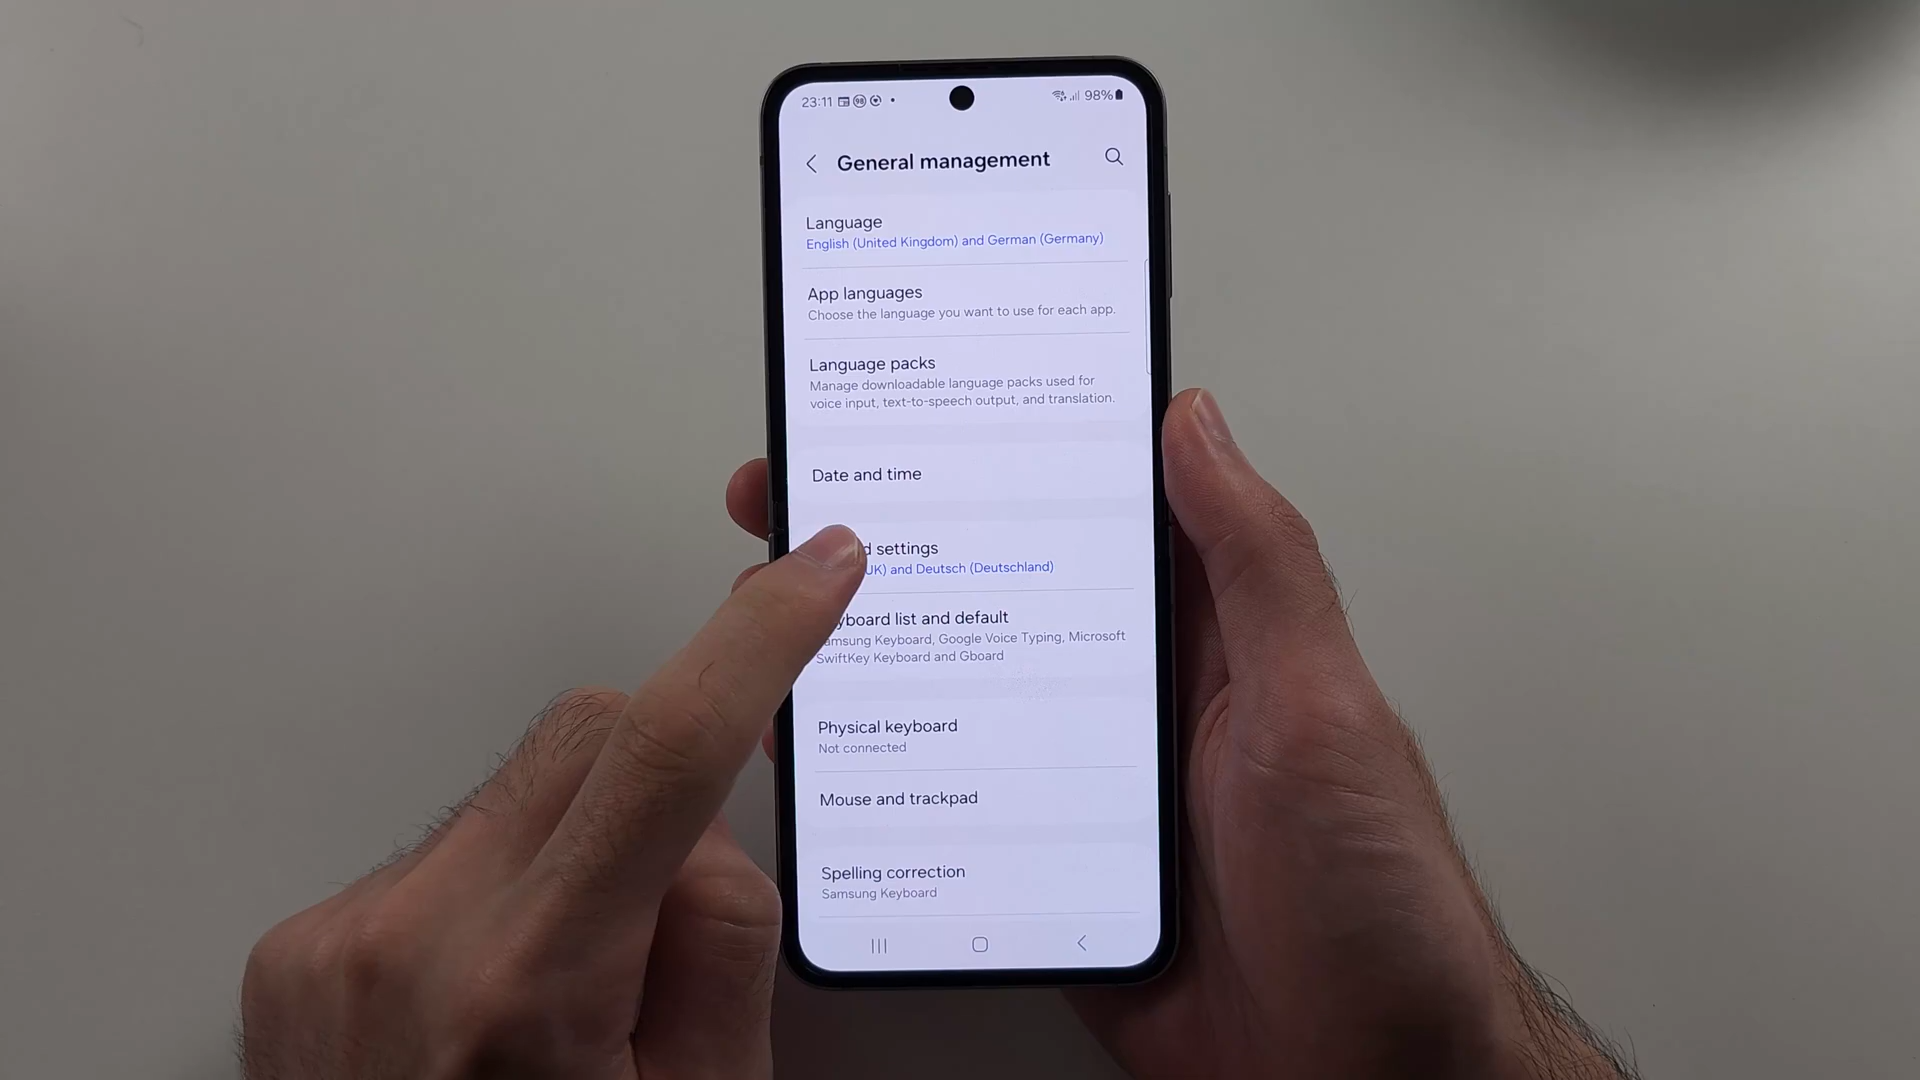 23:11 98%
General management
Language
English (United Kingdom) and German (Germany)
App languages
Choose the language you want to use for each app.
Language packs
Manage downloadable language packs used for
voice input, text-to-speech output, and translation.
Date and time
d settings
UK) and Deutsch (Deutschland)
yboard list and default
amsung Keyboard, Google Voice Typing, Microsoft
SwiftKey Keyboard and Gboard
Physical keyboard
Not connected
Mouse and trackpad
Spelling correction
Samsung Keyboard